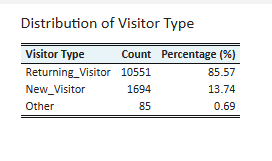 Distribution of Visitor Type
Visitor Type Count Percentage (%)
Returning_Visitor 10551 85.57
New_Visitor 1694 13.74
Other 85 0.69